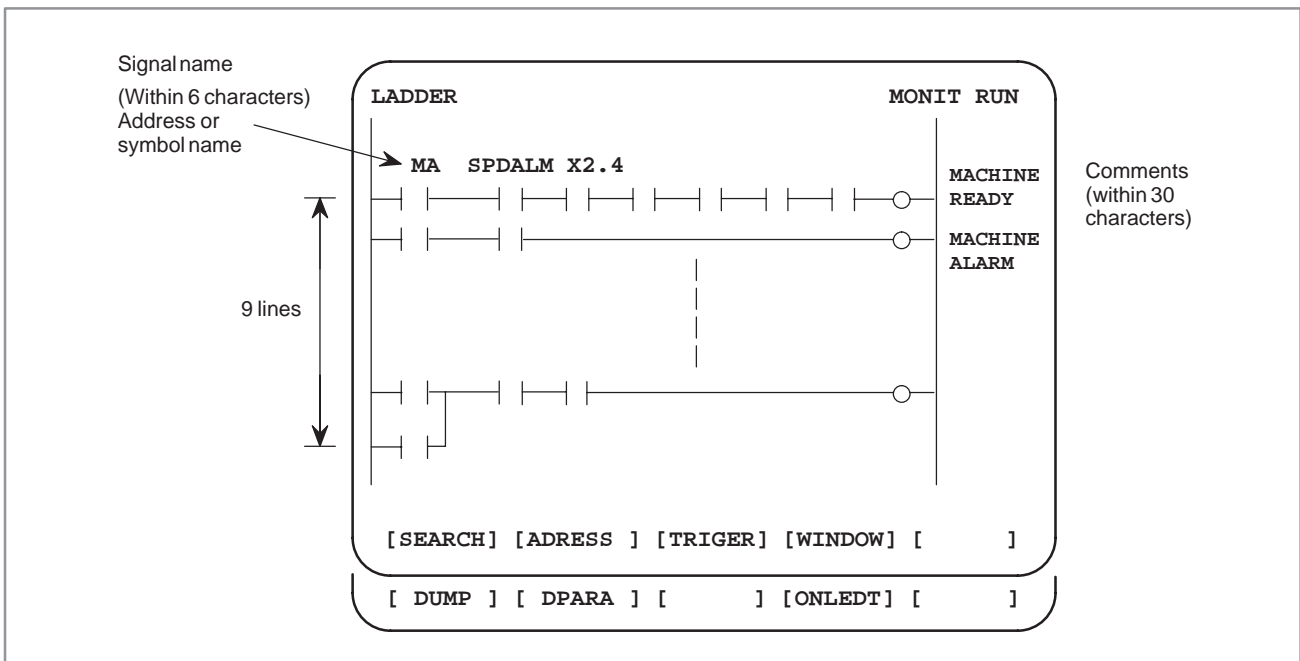 Signal name
(Within 6 characters)
Address or
symbol name
LADDER MONIT RUN
MA SPDALM X2.4
MACHINE
READY
MACHINE
ALARM
Comments
(within 30
characters)
9 lines
[SEARCH] [ADRESS ] [TRIGER] [WINDOW] [ ]
[ DUMP ] [ DPARA ] [ ] [ONLEDT] [ ]